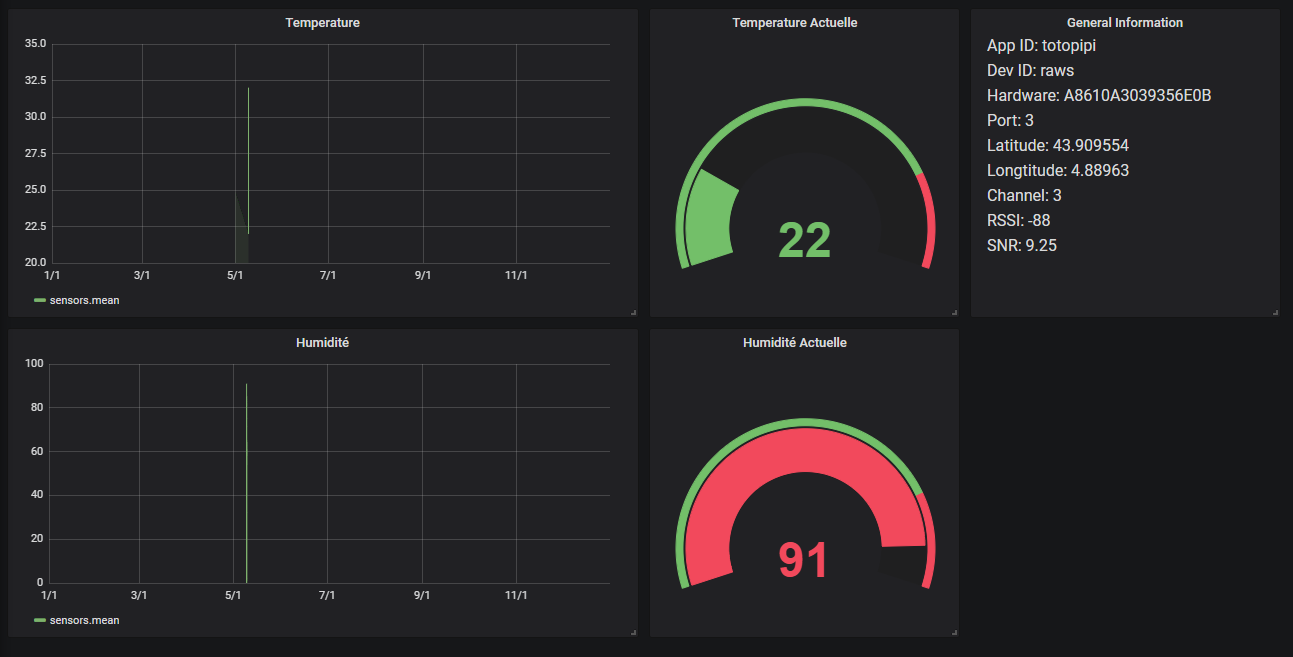 Temperature
35.0
32.5
30.0
27.5
25.0
22.5
20.0
1/1 3/1 5/1 7/1 9/1 11/1
sensors.mean
Temperature Actuelle
22
General Information
App ID: totopipi
Dev ID: raws
Hardware: A8610A3039356E0B
Port: 3
Latitude: 43.909554
Longtitude: 4.88963
Channel: 3
RSSI: -88
SNR: 9.25
Humidité
100
80
60
40
20
0
1/1 3/1 5/1 7/1 9/1 11/1
sensors.mean
Humidité Actuelle
91